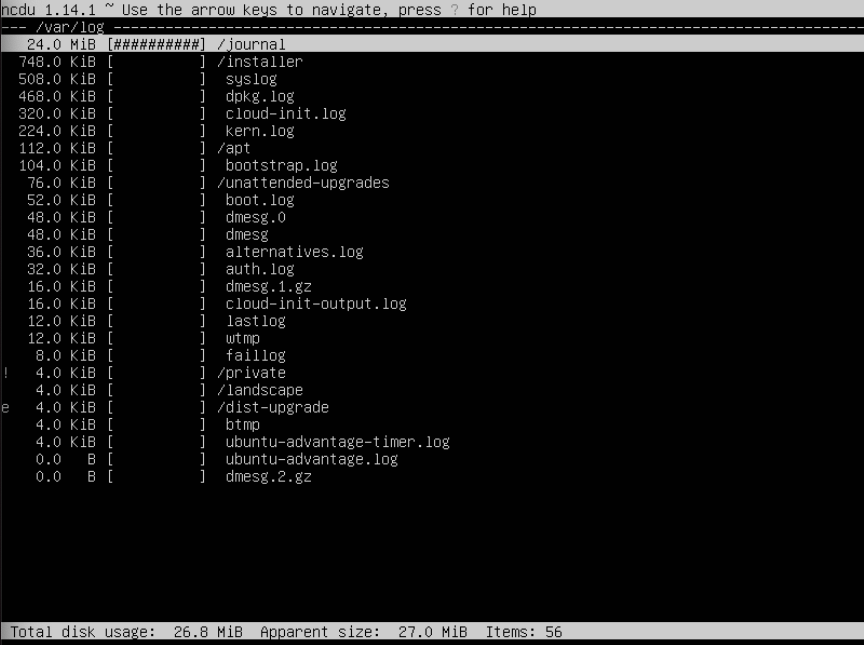 ncdu 1.14.1 ~ Use the arrow keys to navigate, press ? for help
--- /var/log ----------------------------------------------------------------------------------------
   24.0 MiB [##########] /journal
  748.0 KiB [          ] /installer
  508.0 KiB [          ]  syslog
  468.0 KiB [          ]  dpkg.log
  320.0 KiB [          ]  cloud-init.log
  224.0 KiB [          ]  kern.log
  112.0 KiB [          ] /apt
  104.0 KiB [          ]  bootstrap.log
   76.0 KiB [          ] /unattended-upgrades
   52.0 KiB [          ]  boot.log
   48.0 KiB [          ]  dmesg.0
   48.0 KiB [          ]  dmesg
   36.0 KiB [          ]  alternatives.log
   32.0 KiB [          ]  auth.log
   16.0 KiB [          ]  dmesg.1.gz
   16.0 KiB [          ]  cloud-init-output.log
   12.0 KiB [          ]  lastlog
   12.0 KiB [          ]  wtmp
    8.0 KiB [          ]  faillog
!   4.0 KiB [          ] /private
    4.0 KiB [          ] /landscape
e   4.0 KiB [          ] /dist-upgrade
    4.0 KiB [          ]  btmp
    4.0 KiB [          ]  ubuntu-advantage-timer.log
    0.0   B [          ]  ubuntu-advantage.log
    0.0   B [          ]  dmesg.2.gz
 Total disk usage:  26.8 MiB  Apparent size:  27.0 MiB  Items: 56